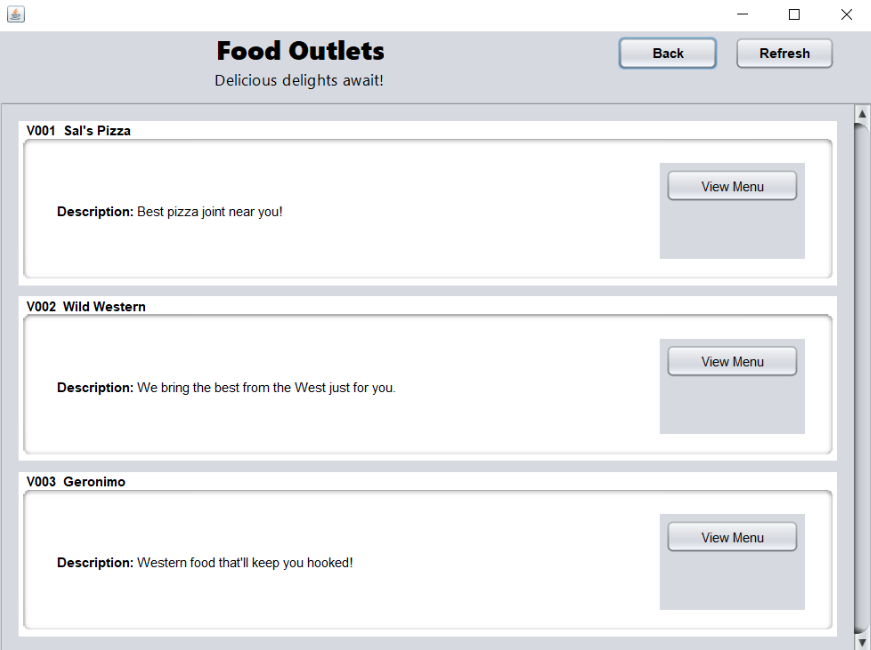 Food Outlets
Delicious delights await!
Back
Refresh
V001 Sal's Pizza
Description: Best pizza joint near you!
View Menu
V002 Wild Western
Description: We bring the best from the West just for you.
View Menu
V003 Geronimo
Description: Western food that'll keep you hooked!
View Menu